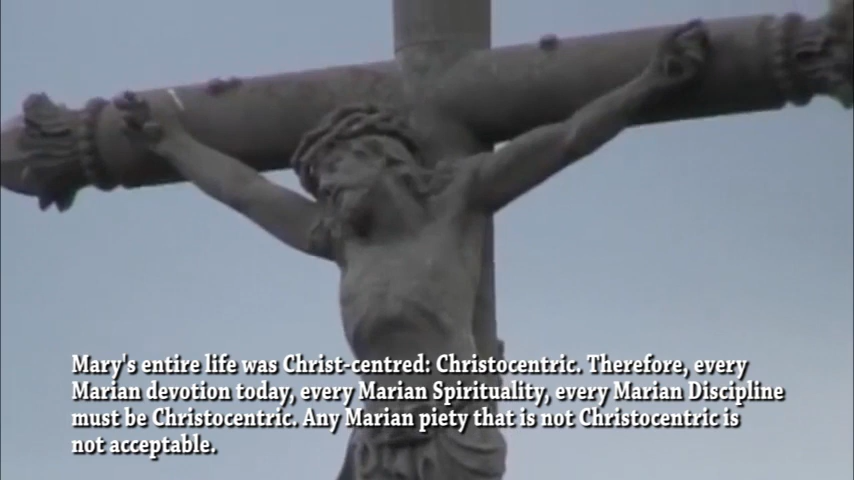 Mary's entire life was Christ-centred: Christocentric. Therefore, every
Marian devotion today, every Marian Spirituality, every Marian Discipline
must be Christocentric. Any Marian piety that is not Christocentric is
not acceptable.